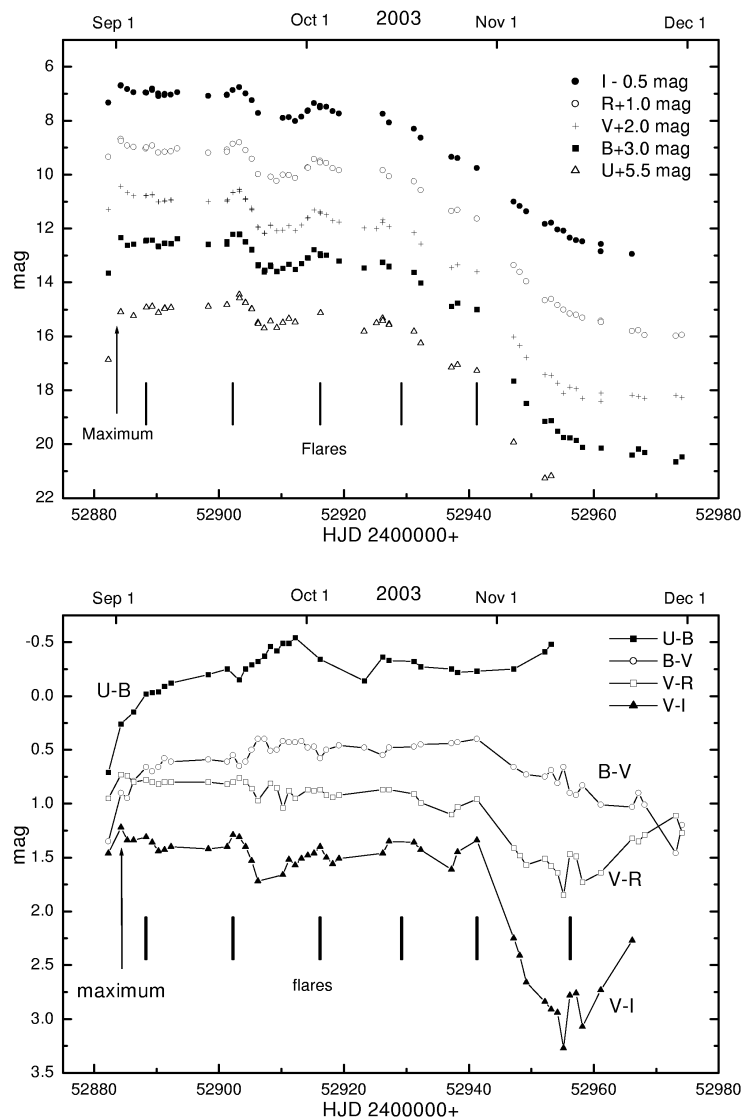 Sep 1 Oct 1 2003 Nov 1 Dec 1
6
8
10
12
14
16
18
20
22
mag
I - 0.5 mag
R+1.0 mag
V+2.0 mag
B+3.0 mag
U+5.5 mag
Maximum
Flares
52880 52900 52920 52940 52960 52980
HJD 2400000+
Sep 1 Oct 1 2003 Nov 1 Dec 1
-0.5
0.0
0.5
1.0
1.5
2.0
2.5
3.0
3.5
mag
U-B
B-V
V-R
V-I
U-B
B-V
V-R
V-I
maximum
flares
52880 52900 52920 52940 52960 52980
HJD 2400000+